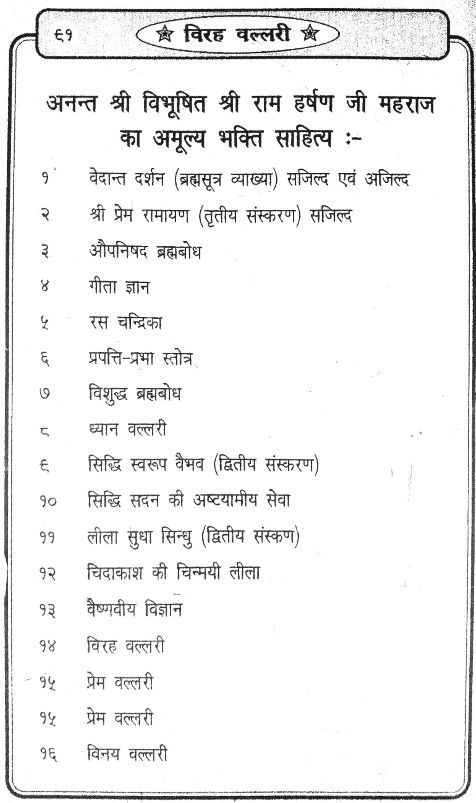 ६१
☆ विरह वल्लरी ☆
अनन्त श्री विभूषित श्री राम हर्षण जी महराज
का अमूल्य भक्ति साहित्य :-
१ वेदान्त दर्शन (ब्रह्मसूत्र व्याख्या) सजिल्द एवं अजिल्द
२ श्री प्रेम रामायण (तृतीय संस्करण) सजिल्द
३ औपनिषद ब्रह्मबोध
४ गीता ज्ञान
५ रस चन्द्रिका
६ प्रपत्ति-प्रभा स्तोत्र
७ विशुद्ध ब्रह्मबोध
८ ध्यान वल्लरी
९ सिद्धि स्वरूप वैभव (द्वितीय संस्करण)
१० सिद्धि सदन की अष्टयामीय सेवा
११ लीला सुधा सिन्धु (द्वितीय संस्कण)
१२ चिदाकाश की चिन्मयी लीला
१३ वैष्णवीय विज्ञान
१४ विरह वल्लरी
१५ प्रेम वल्लरी
१५ प्रेम वल्लरी
१६ विनय वल्लरी